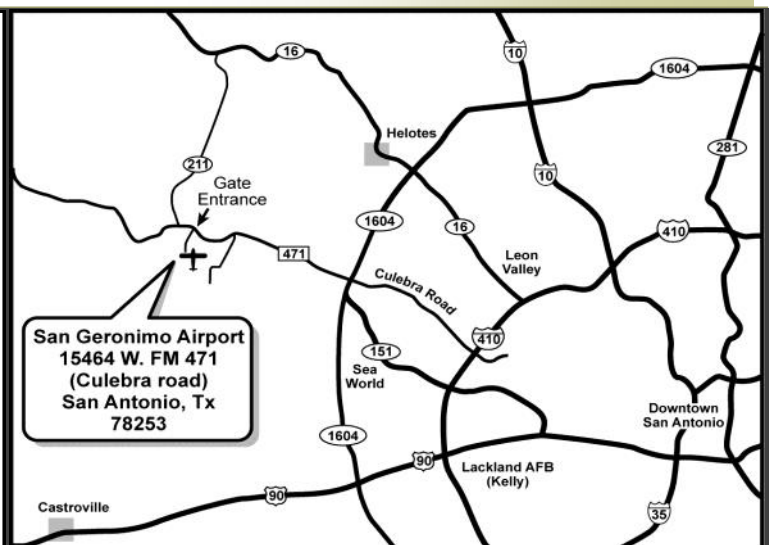 16
10
1604
281
Helotes
211
Gate
Entrance
10
1604
16
410
471
Leon
Valley
Culebra Road
San Geronimo Airport
15464 W. FM 471
(Culebra road)
San Antonio, Tx
78253
410
151
Sea
World
Downtown
San Antonio
1604
90
Lackland AFB
(Kelly)
90
Castroville
35